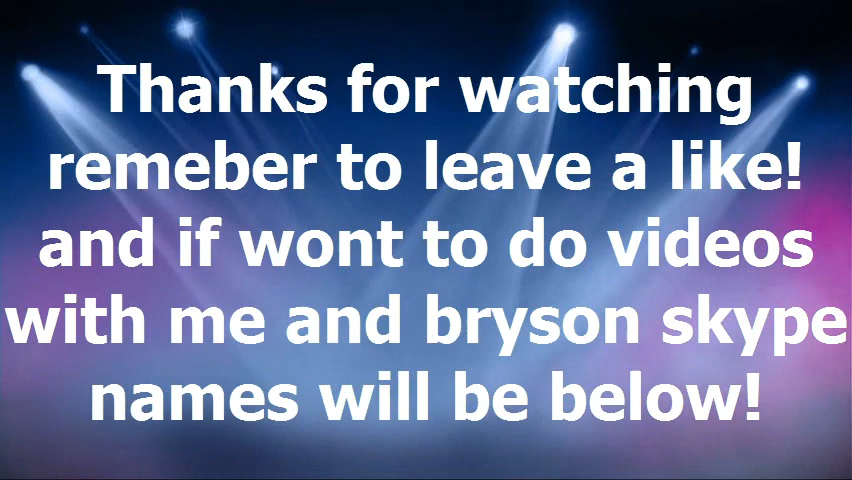 Thanks for watching
remeber to leave a like!
and if wont to do videos
with me and bryson skype
names will be below!